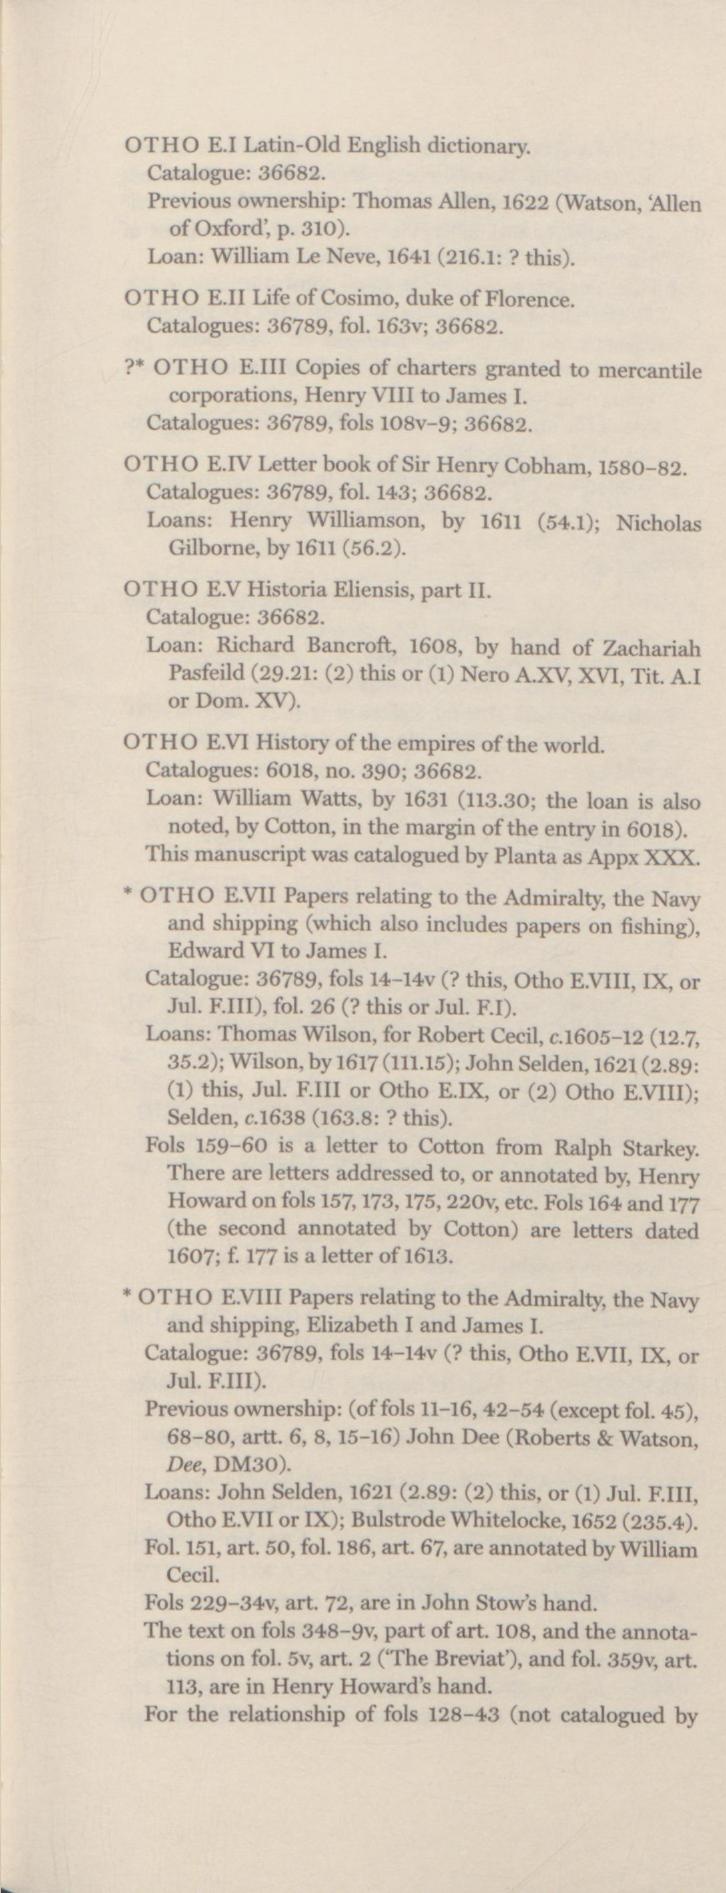 OTHO E.I Latin-Old English dictionary.
Catalogue: 36682.
Previous ownership: Thomas Allen, 1622 (Watson, ‘Allen
of Oxford’, p. 310).
Loan: William Le Neve, 1641 (216.1: ? this).
OTHO E.II Life of Cosimo, duke of Florence.
Catalogues: 36789, fol. 163v; 36682.
?* OTHO E.III Copies of charters granted to mercantile
corporations, Henry VIII to James I.
Catalogues: 36789, fols 108v–9; 36682.
OTHO E.IV Letter book of Sir Henry Cobham, 1580–82.
Catalogues: 36789, fol. 143; 36682.
Loans: Henry Williamson, by 1611 (54.1); Nicholas
Gilborne, by 1611 (56.2).
OTHO E.V Historia Eliensis, part II.
Catalogue: 36682.
Loan: Richard Bancroft, 1608, by hand of Zachariah
Pasfeild (29.21: (2) this or (1) Nero A.XV, XVI, Tit. A.I
or Dom. XV).
OTHO E.VI History of the empires of the world.
Catalogues: 6018, no. 390; 36682.
Loan: William Watts, by 1631 (113.30; the loan is also
noted, by Cotton, in the margin of the entry in 6018).
This manuscript was catalogued by Planta as Appx XXX.
* OTHO E.VII Papers relating to the Admiralty, the Navy
and shipping (which also includes papers on fishing),
Edward VI to James I.
Catalogue: 36789, fols 14–14v (? this, Otho E.VIII, IX, or
Jul. F.III), fol. 26 (? this or Jul. F.I).
Loans: Thomas Wilson, for Robert Cecil, c.1605–12 (12.7,
35.2); Wilson, by 1617 (111.15); John Selden, 1621 (2.89:
(1) this, Jul. F.III or Otho E.IX, or (2) Otho E.VIII);
Selden, c.1638 (163.8: ? this).
Fols 159–60 is a letter to Cotton from Ralph Starkey.
There are letters addressed to, or annotated by, Henry
Howard on fols 157, 173, 175, 220v, etc. Fols 164 and 177
(the second annotated by Cotton) are letters dated
1607; f. 177 is a letter of 1613.
* OTHO E.VIII Papers relating to the Admiralty, the Navy
and shipping, Elizabeth I and James I.
Catalogue: 36789, fols 14–14v (? this, Otho E.VII, IX, or
Jul. F.III).
Previous ownership: (of fols 11–16, 42–54 (except fol. 45),
68–80, artt. 6, 8, 15–16) John Dee (Roberts & Watson,
Dee, DM30).
Loans: John Selden, 1621 (2.89: (2) this, or (1) Jul. F.III,
Otho E.VII or IX); Bulstrode Whitelocke, 1652 (235.4).
Fol. 151, art. 50, fol. 186, art. 67, are annotated by William
Cecil.
Fols 229–34v, art. 72, are in John Stow’s hand.
The text on fols 348–9v, part of art. 108, and the annota-
tions on fol. 5v, art. 2 (‘The Breviat’), and fol. 359v, art.
113, are in Henry Howard’s hand.
For the relationship of fols 128–43 (not catalogued by